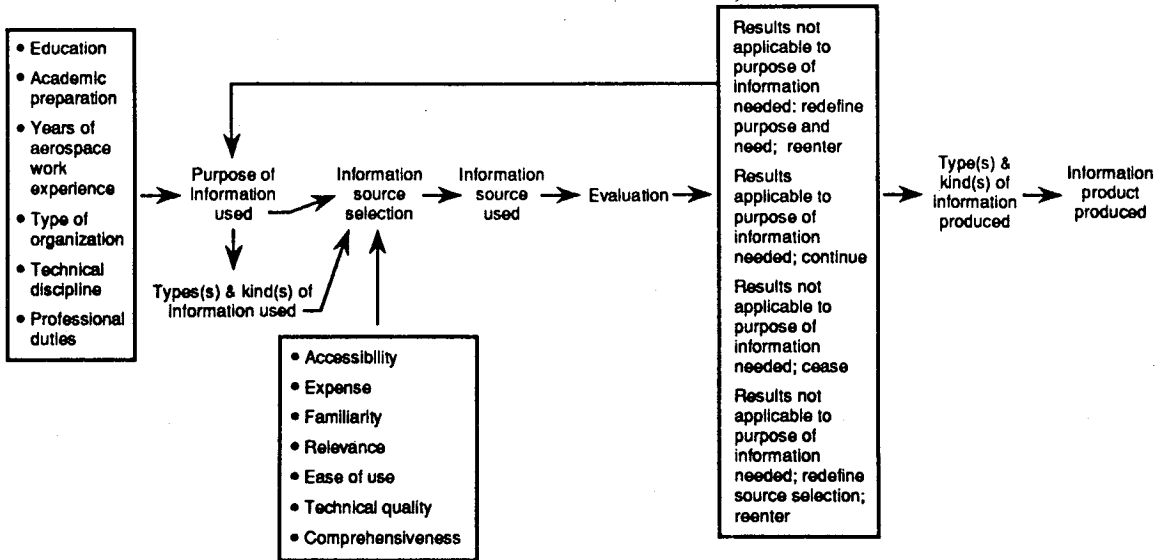 • Education
• Academic
preparation
• Years of
aerospace
work
experience
• Type of
organization
• Technical
discipline
• Professional
duties
Purpose of
Information
used
Types(s) & kind(s) of
Information used
Information
source
selection
• Accessibility
• Expense
• Familiarity
• Relevance
• Ease of use
• Technical quality
• Comprehensiveness
Information
source
used
Evaluation
Results not
applicable to
purpose of
information
needed: redefine
purpose and
need; reenter
Results
applicable to
purpose of
information
needed; continue
Results not
applicable to
purpose of
information
needed; cease
Results not
applicable to
purpose of
information
needed; redefine
source selection;
reenter
Type(s) &
kind(s) of
information
produced
Information
product
produced